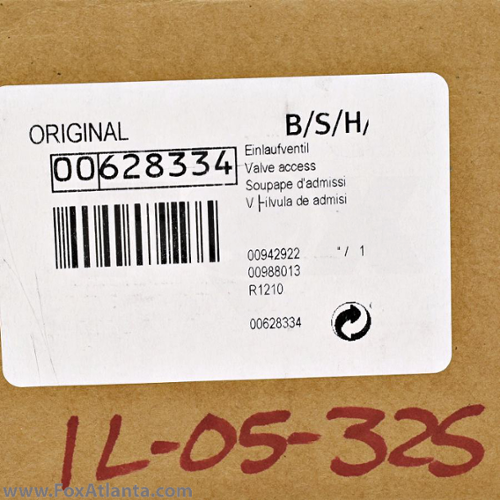 ORIGINAL
B/S/H/
00628334
Einlaufventil
Valve access
Soupape d'admissi
V┝ilvula de admisi
00942922 °/ 1
00988013
R1210
00628334
1L-05-325
www.FoxAtlanta.com